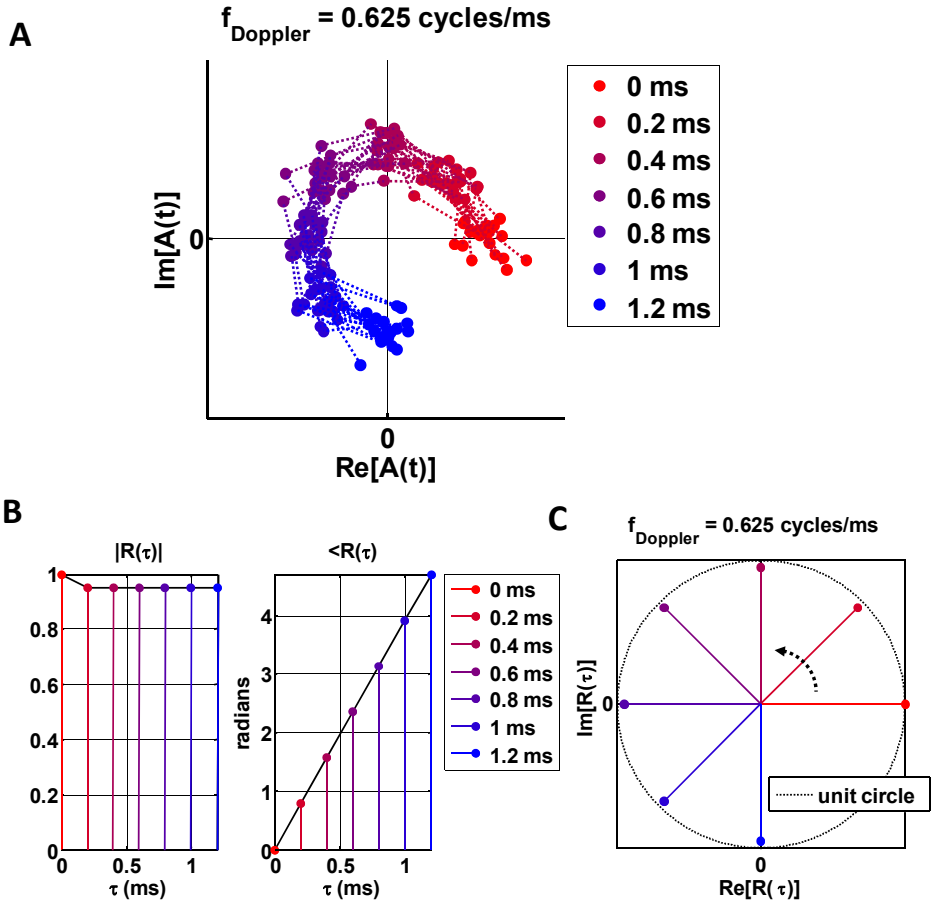 A
f_Doppler = 0.625 cycles/ms
Im[A(t)]
0
0
Re[A(t)]
0 ms
0.2 ms
0.4 ms
0.6 ms
0.8 ms
1 ms
1.2 ms
B
|R(τ)|
1
0.8
0.6
0.4
0.2
0
0 0.5 1
τ (ms)
<R(τ)
radians
4
3
2
1
0
0 0.5 1
τ (ms)
0 ms
0.2 ms
0.4 ms
0.6 ms
0.8 ms
1 ms
1.2 ms
C
f_Doppler = 0.625 cycles/ms
Im[R(τ)]
0
unit circle
0
Re[R(τ)]